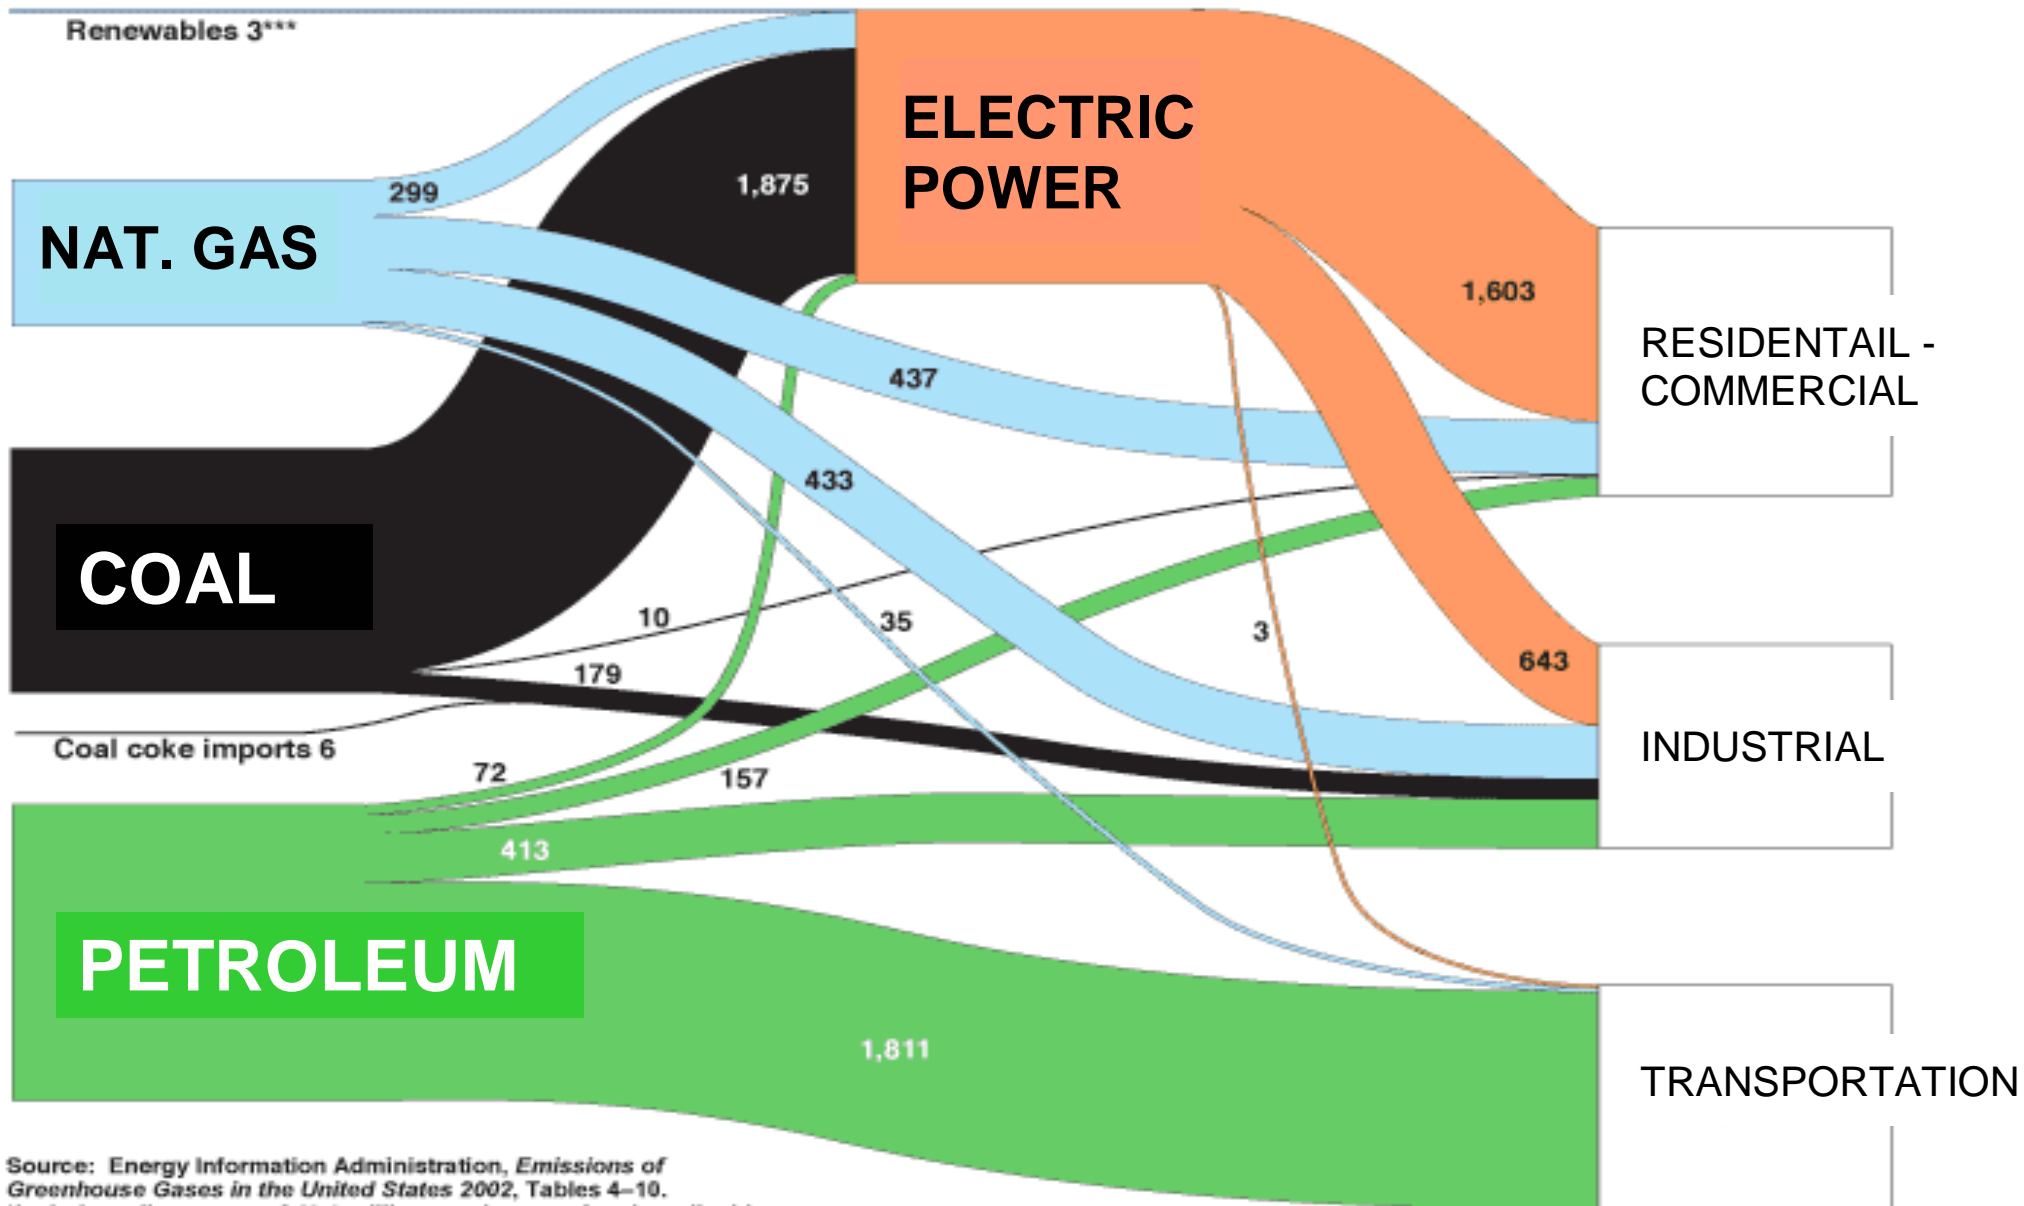 Renewables 3***
ELECTRIC
POWER
299
1,875
NAT. GAS
1,603
RESIDENTAIL -
COMMERCIAL
437
433
COAL
10
35
3
179
643
INDUSTRIAL
Coal coke imports 6
72
157
413
PETROLEUM
1,811
TRANSPORTATION
Source: Energy Information Administration, Emissions of
Greenhouse Gases in the United States 2002, Tables 4–10.